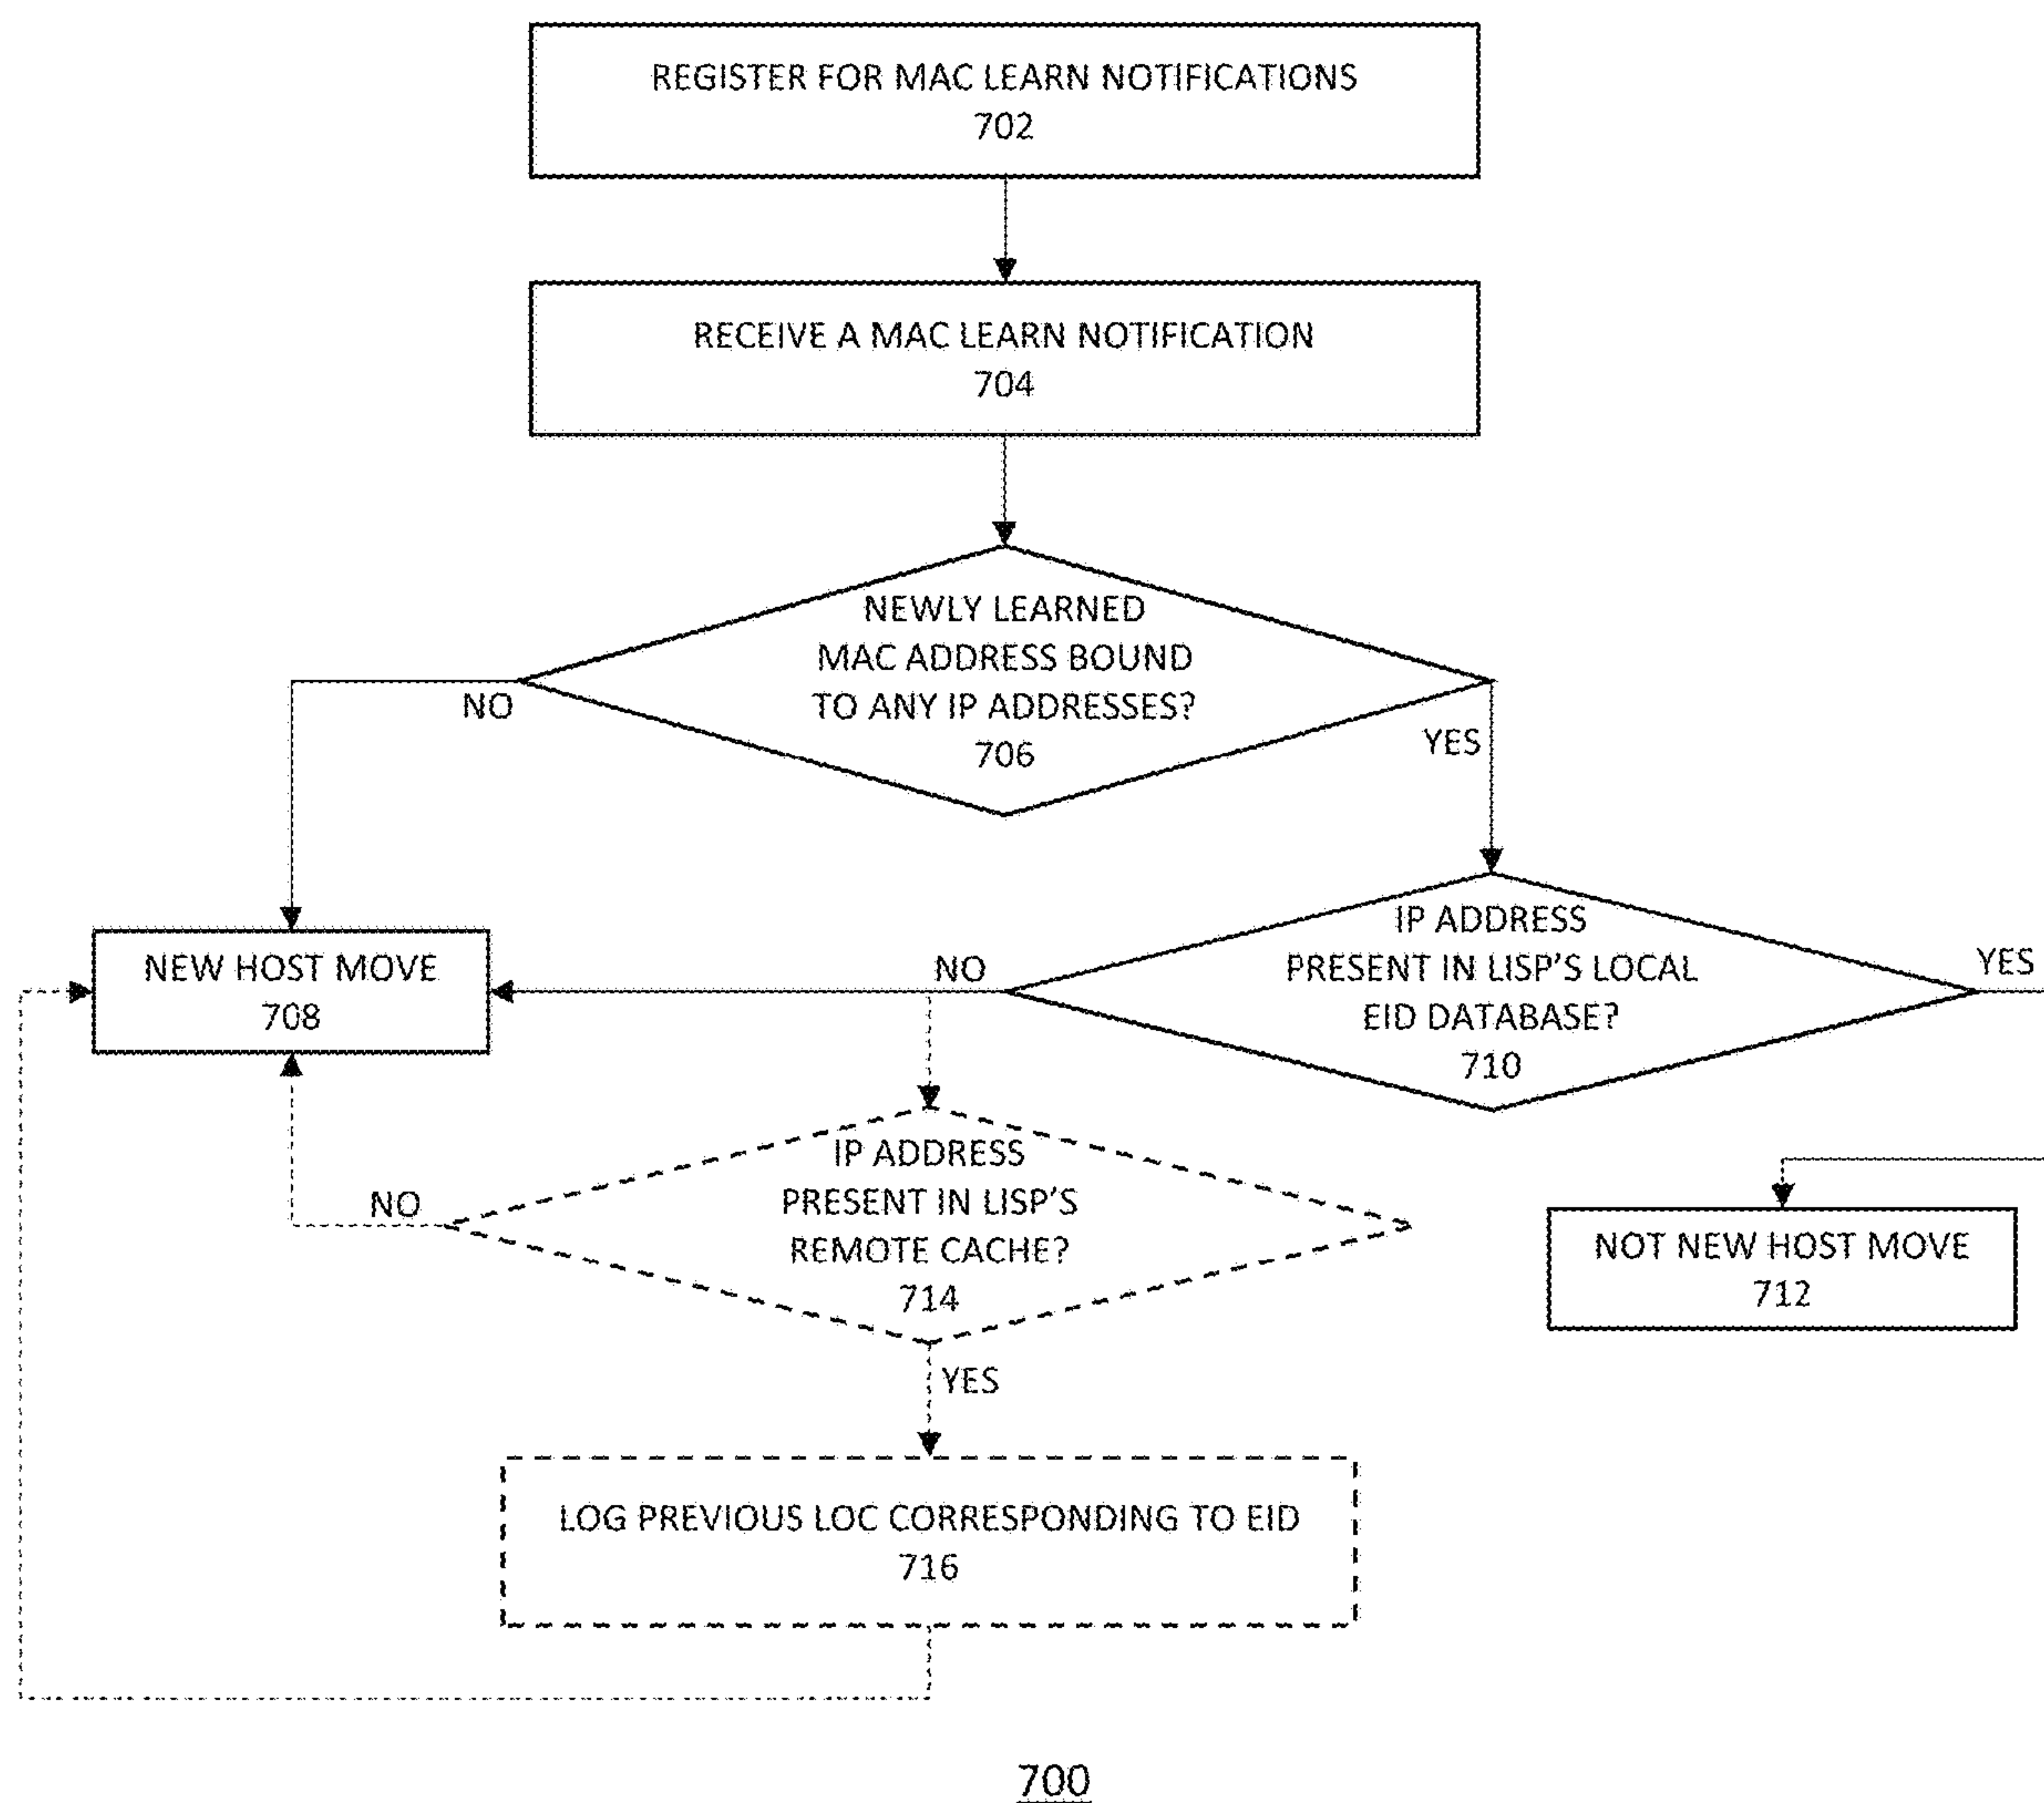 REGISTER FOR MAC LEARN NOTIFICATIONS
702
RECEIVE A MAC LEARN NOTIFICATION
704
NEWLY LEARNED
MAC ADDRESS BOUND
TO ANY IP ADDRESSES?
706
NO
YES
NEW HOST MOVE
708
NO
IP ADDRESS
PRESENT IN LISP'S LOCAL
EID DATABASE?
710
YES
NO
IP ADDRESS
PRESENT IN LISP'S
REMOTE CACHE?
714
NOT NEW HOST MOVE
712
YES
LOG PREVIOUS LOC CORRESPONDING TO EID
716
700